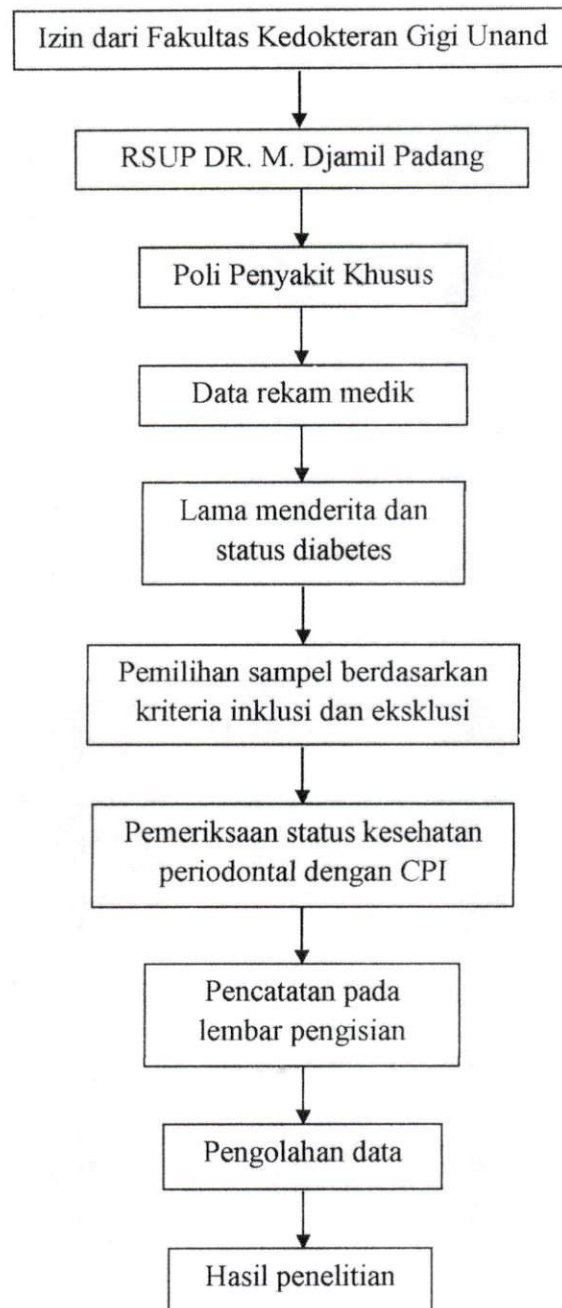 Izin dari Fakultas Kedokteran Gigi Unand
RSUP DR. M. Djamil Padang
Poli Penyakit Khusus
Data rekam medik
Lama menderita dan
status diabetes
Pemilihan sampel berdasarkan
kriteria inklusi dan eksklusi
Pemeriksaan status kesehatan
periodontal dengan CPI
Pencatatan pada
lembar pengisian
Pengolahan data
Hasil penelitian